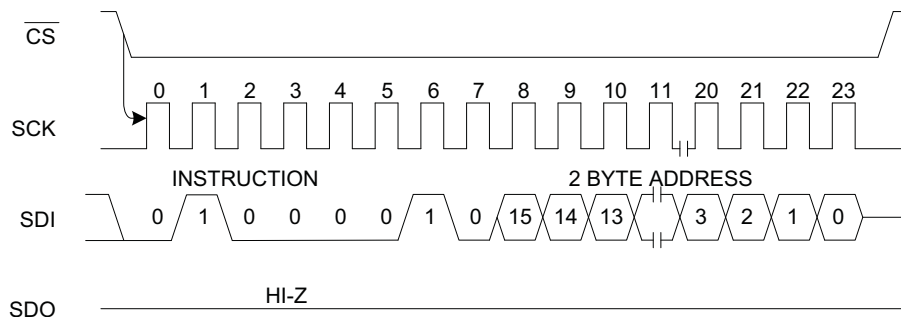 CS
0 1 2 3 4 5 6 7 8 9 10 11 20 21 22 23
SCK
INSTRUCTION 2 BYTE ADDRESS
SDI 0 1 0 0 0 0 1 0 15 14 13 3 2 1 0
HI-Z
SDO